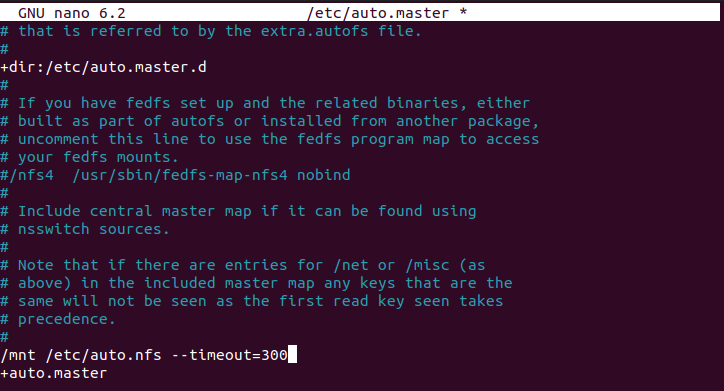 GNU nano 6.2 /etc/auto.master *
# that is referred to by the extra.autofs file.
#
+dir:/etc/auto.master.d
#
# If you have fedfs set up and the related binaries, either
# built as part of autofs or installed from another package,
# uncomment this line to use the fedfs program map to access
# your fedfs mounts.
#/nfs4  /usr/sbin/fedfs-map-nfs4 nobind
#
# Include central master map if it can be found using
# nsswitch sources.
#
# Note that if there are entries for /net or /misc (as
# above) in the included master map any keys that are the
# same will not be seen as the first read key seen takes
# precedence.
#
/mnt /etc/auto.nfs --timeout=300
+auto.master